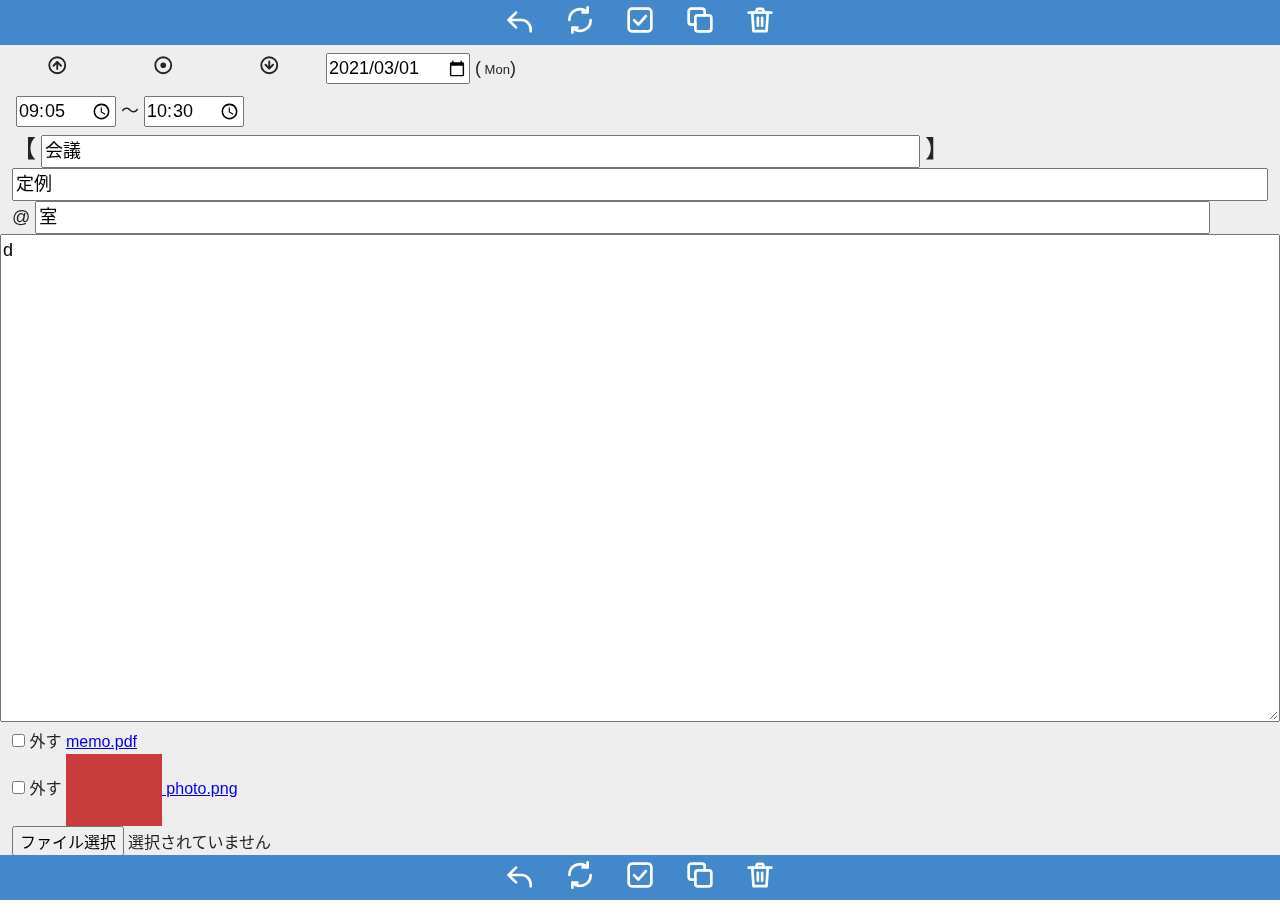 2021/03/01 ( Mon)
09:05 〜 10:30
【 会議 】
定例
@ 室
d
外す memo.pdf
外す photo.png
ファイル選択 選択されていません